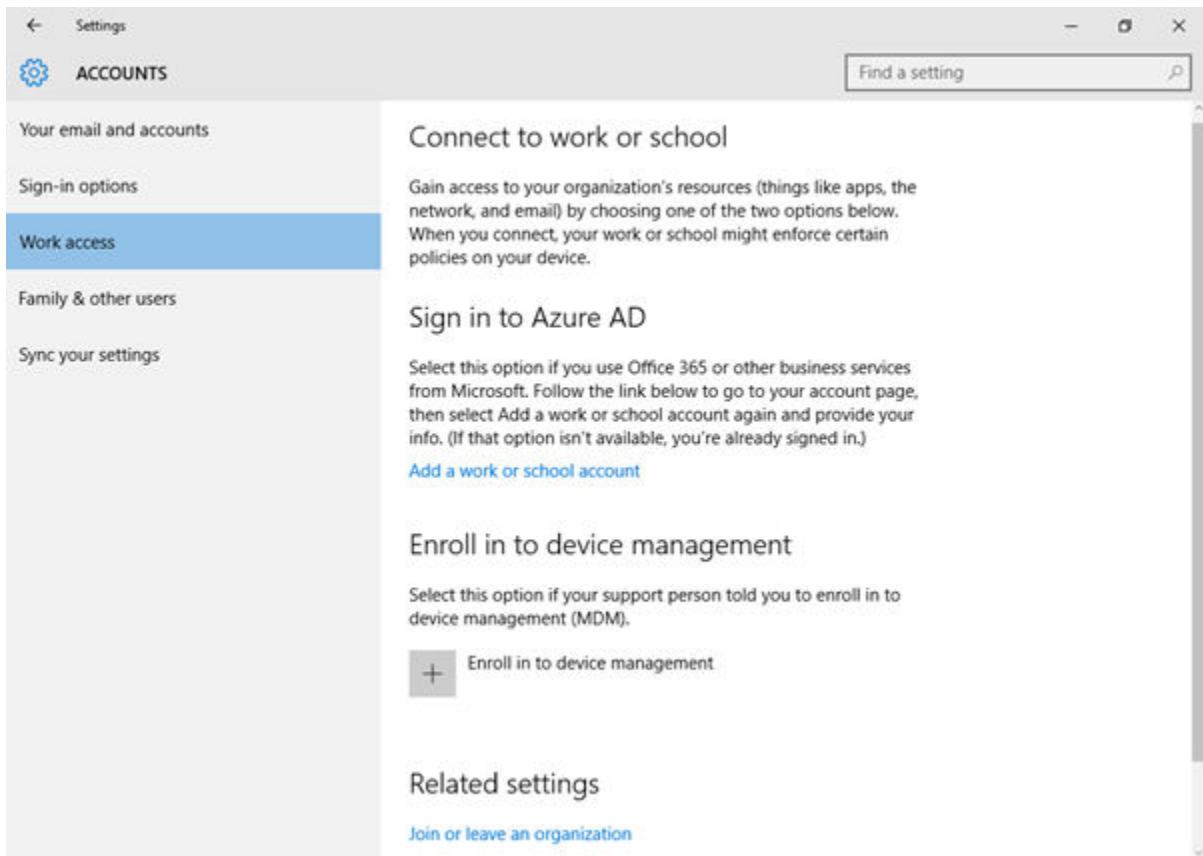 Settings
ACCOUNTS
Find a setting
Your email and accounts
Sign-in options
Work access
Family & other users
Sync your settings
Connect to work or school
Gain access to your organization's resources (things like apps, the
network, and email) by choosing one of the two options below.
When you connect, your work or school might enforce certain
policies on your device.
Sign in to Azure AD
Select this option if you use Office 365 or other business services
from Microsoft. Follow the link below to go to your account page,
then select Add a work or school account again and provide your
info. (If that option isn't available, you're already signed in.)
Add a work or school account
Enroll in to device management
Select this option if your support person told you to enroll in to
device management (MDM).
Enroll in to device management
Related settings
Join or leave an organization